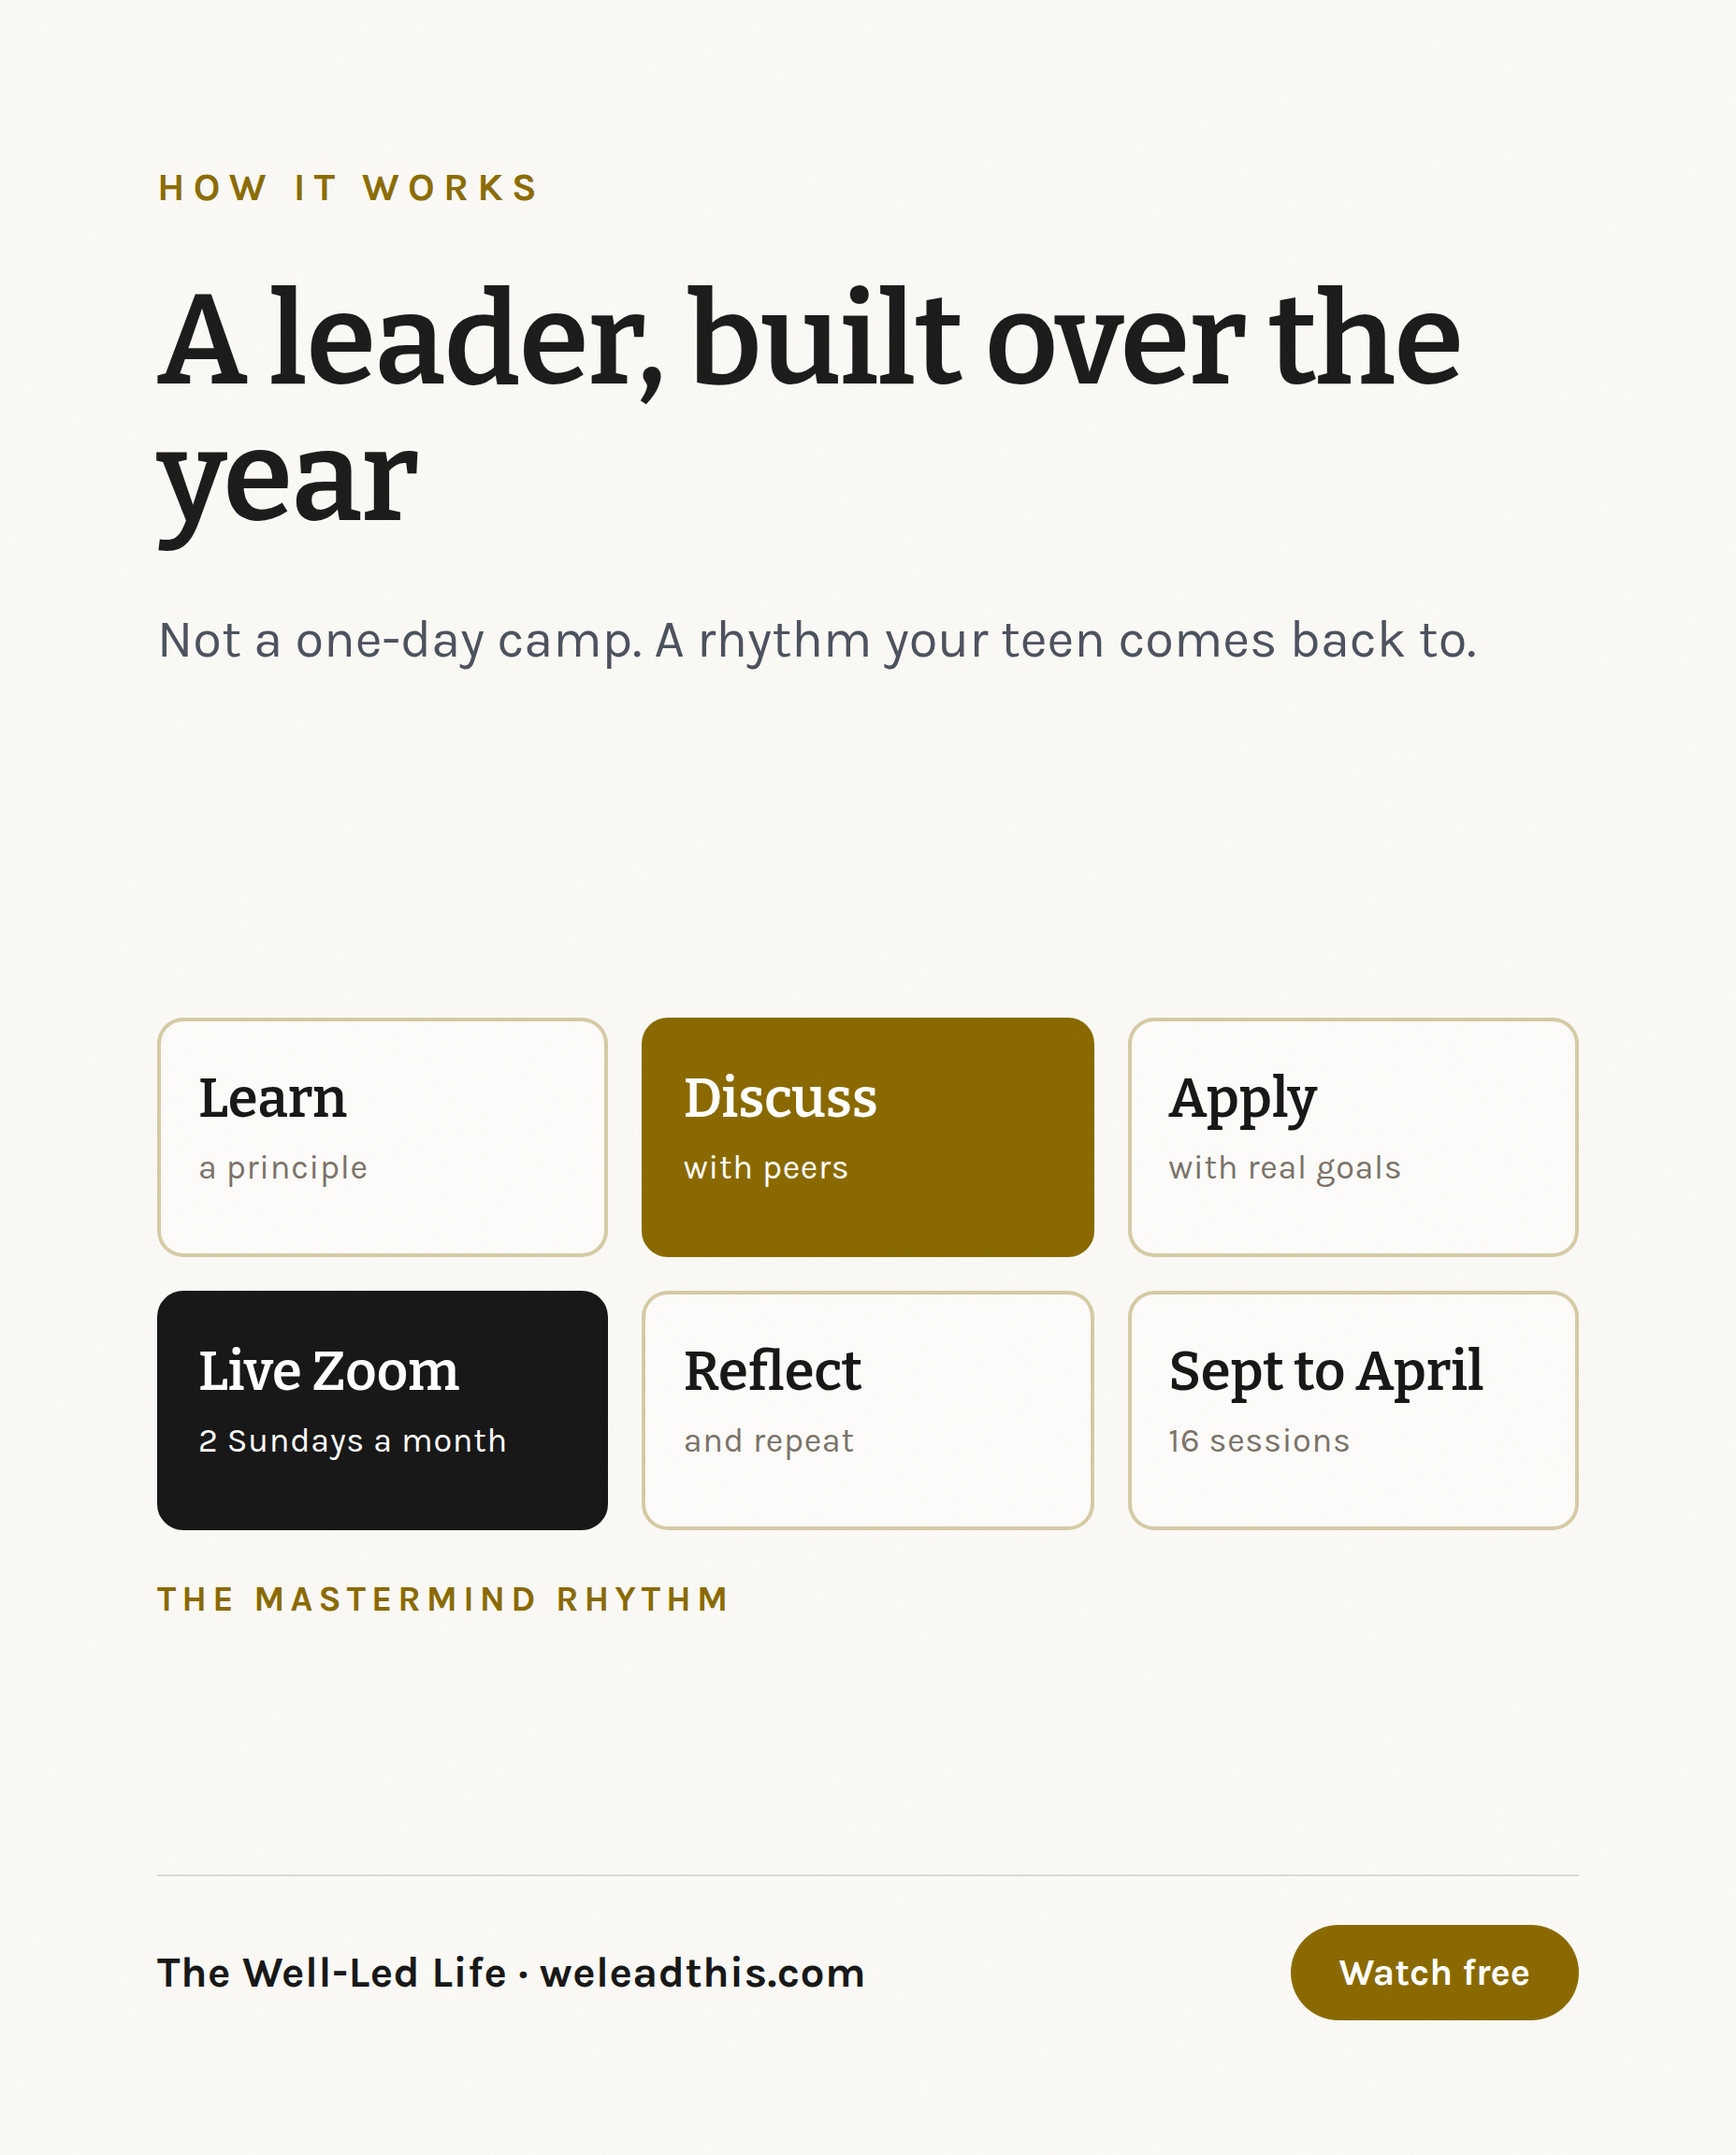 HOW IT WORKS
A leader, built over the
year
Not a one-day camp. A rhythm your teen comes back to.
Learn
a principle
Discuss
with peers
Apply
with real goals
Live Zoom
2 Sundays a month
Reflect
and repeat
Sept to April
16 sessions
THE MASTERMIND RHYTHM
The Well-Led Life · weleadthis.com
Watch free